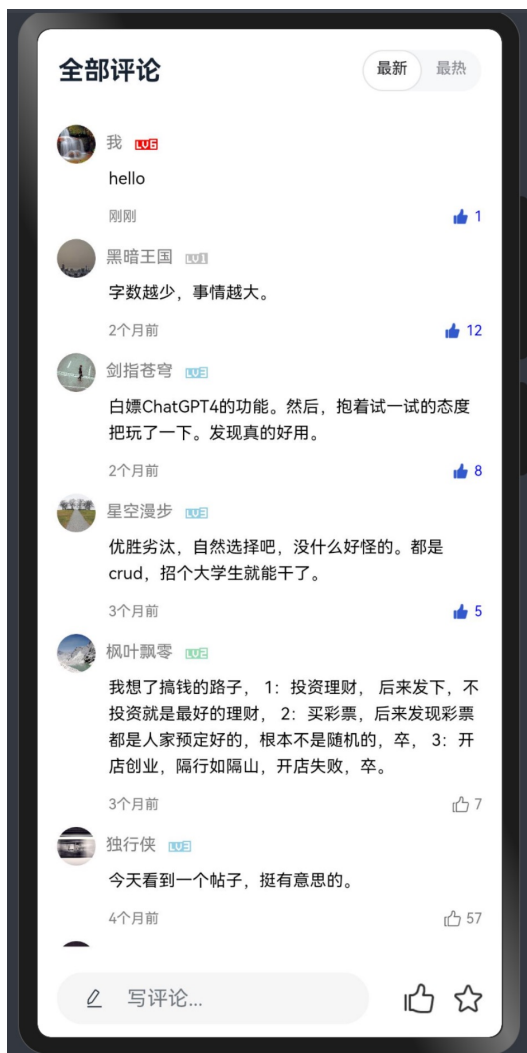 全部评论
最新 最热
我 LV6
hello
刚刚 1
黑暗王国 LV1
字数越少，事情越大。
2个月前 12
剑指苍穹 LV3
白嫖ChatGPT4的功能。然后，抱着试一试的态度
把玩了一下。发现真的好用。
2个月前 8
星空漫步 LV3
优胜劣汰，自然选择吧，没什么好怪的。都是
crud，招个大学生就能干了。
3个月前 5
枫叶飘零 LV2
我想了搞钱的路子， 1：投资理财， 后来发下，不
投资就是最好的理财， 2：买彩票，后来发现彩票
都是人家预定好的，根本不是随机的，卒， 3：开
店创业，隔行如隔山，开店失败，卒。
3个月前 7
独行侠 LV3
今天看到一个帖子，挺有意思的。
4个月前 57
写评论...